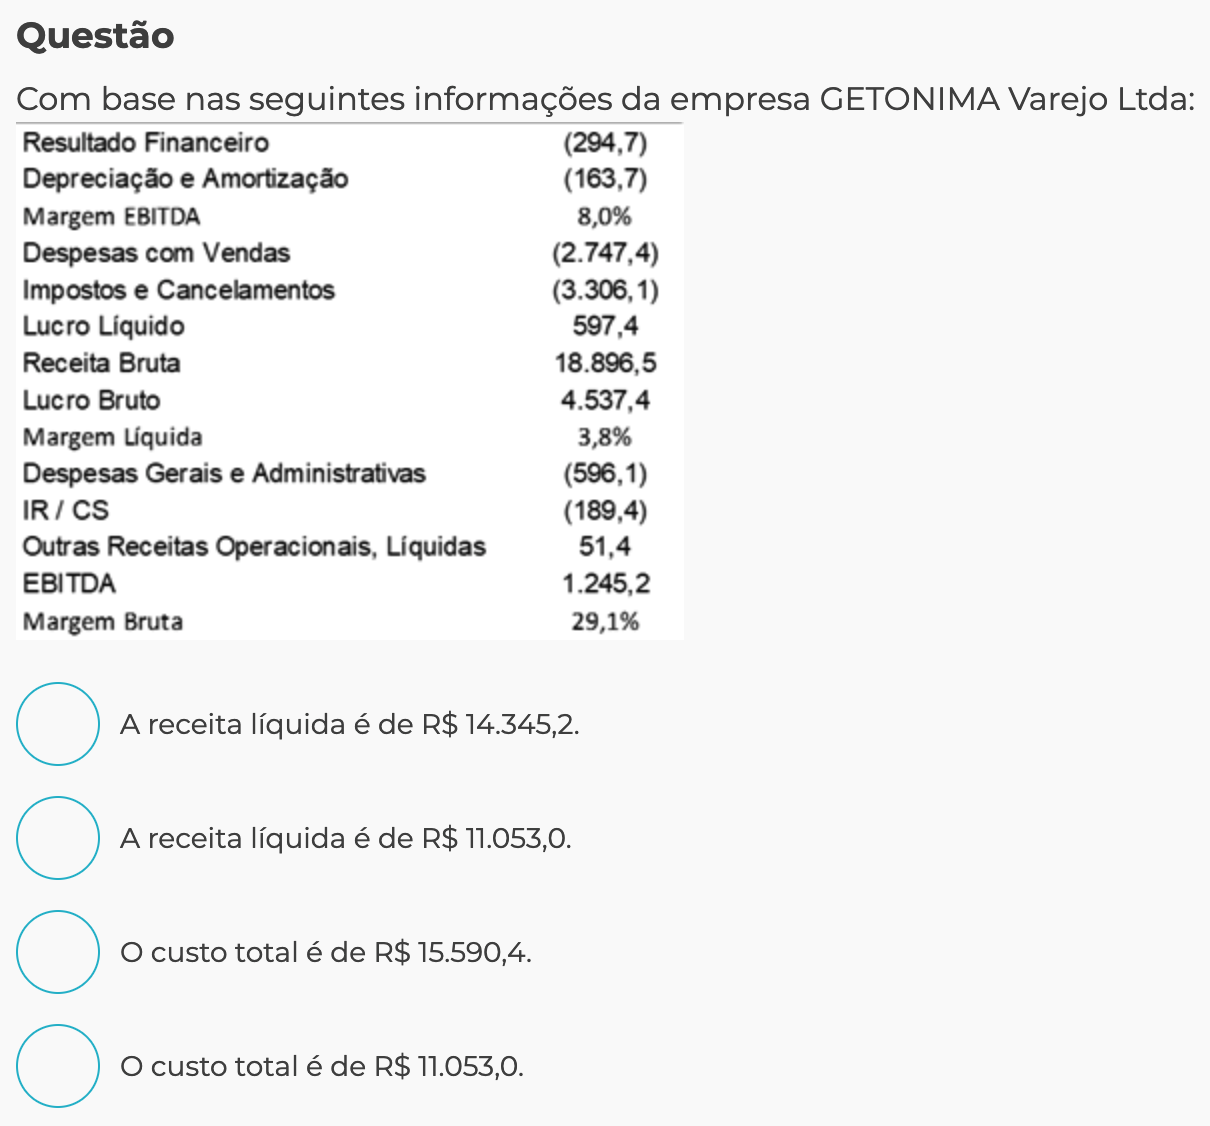 Questão
Com base nas seguintes informações da empresa GETONIMA Varejo Ltda:
Resultado Financeiro (294,7)
Depreciação e Amortização (163,7)
Margem EBITDA 8,0%
Despesas com Vendas (2.747,4)
Impostos e Cancelamentos (3.306,1)
Lucro Líquido 597,4
Receita Bruta 18.896,5
Lucro Bruto 4.537,4
Margem Líquida 3,8%
Despesas Gerais e Administrativas (596,1)
IR / CS (189,4)
Outras Receitas Operacionais, Líquidas 51,4
EBITDA 1.245,2
Margem Bruta 29,1%
A receita líquida é de R$ 14.345,2.
A receita líquida é de R$ 11.053,0.
O custo total é de R$ 15.590,4.
O custo total é de R$ 11.053,0.